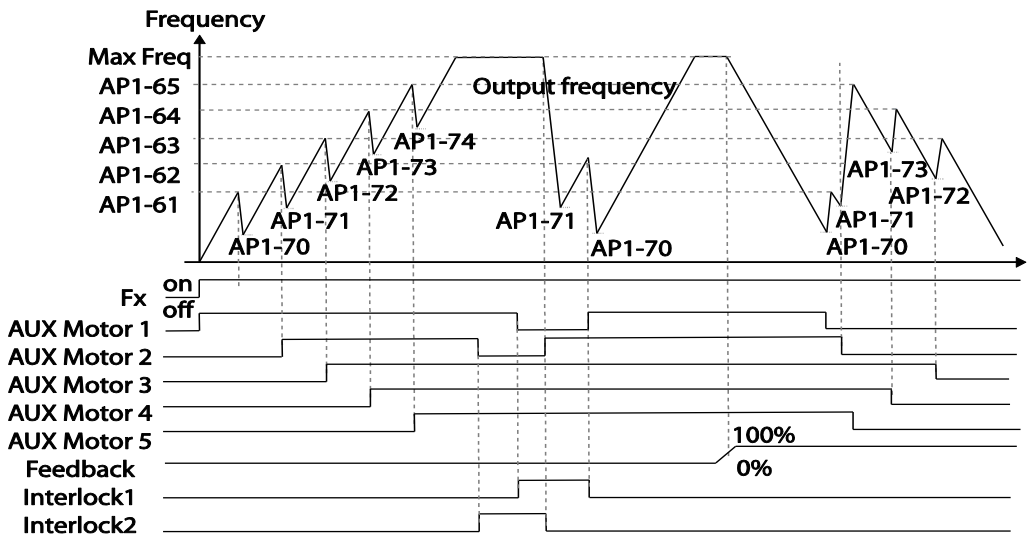 Frequency
Max Freq
AP1-65
Output frequency
AP1-64
AP1-63
AP1-74
AP1-73
AP1-73
AP1-62
AP1-72
AP1-72
AP1-61
AP1-71
AP1-71
AP1-71
AP1-70
AP1-70
AP1-70
on
Fx
off
AUX Motor 1
AUX Motor 2
AUX Motor 3
AUX Motor 4
AUX Motor 5
100%
Feedback
0%
Interlock1
Interlock2